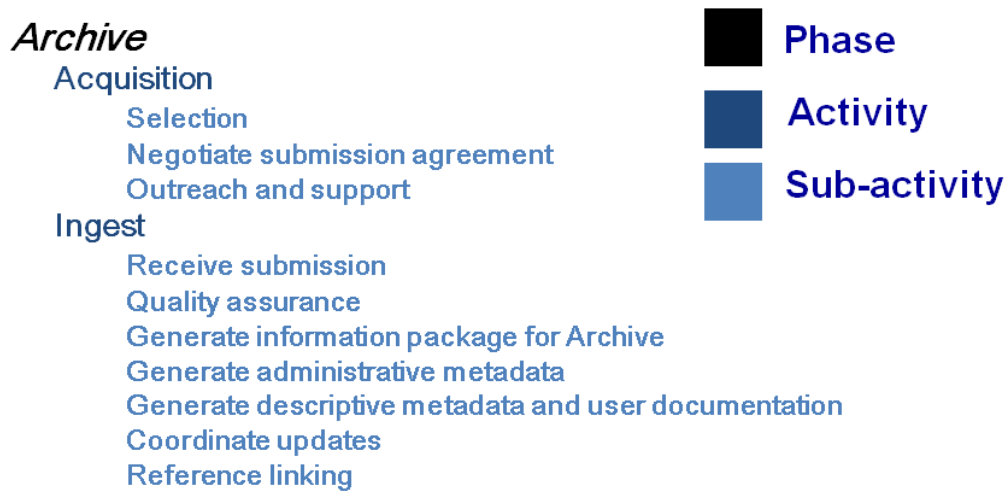 Archive
Acquisition
Selection
Negotiate submission agreement
Outreach and support
Ingest
Receive submission
Quality assurance
Generate information package for Archive
Generate administrative metadata
Generate descriptive metadata and user documentation
Coordinate updates
Reference linking
Phase
Activity
Sub-activity